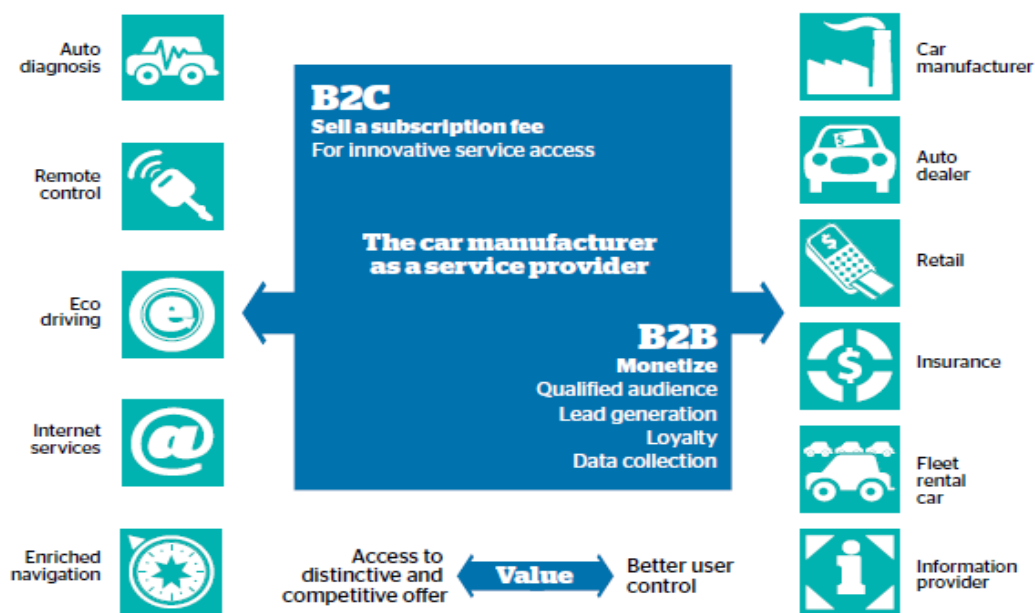 Auto
diagnosis
Remote
control
Eco
driving
e
Internet
services
@
Enriched
navigation
B2C
Sell a subscription fee
For innovative service access
The car manufacturer
as a service provider
B2B
Monetize
Qualified audience
Lead generation
Loyalty
Data collection
Access to
distinctive and
competitive offer
Value
Better user
control
Car
manufacturer
$
Auto
dealer
$
Retail
$
Insurance
Fleet
rental
car
i
Information
provider